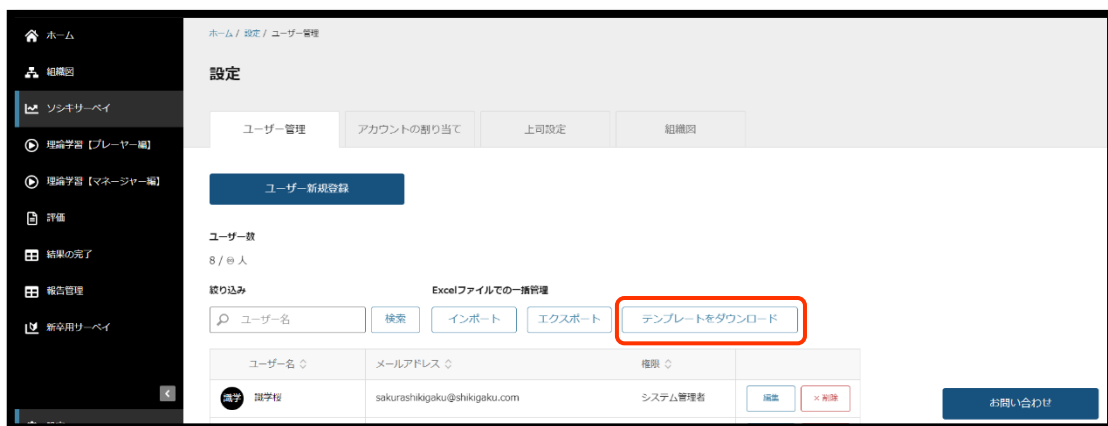 ホーム
組織図
ソシキサーベイ
理論学習【プレーヤー編】
理論学習【マネージャー編】
評価
結果の完了
報告管理
新卒用サーベイ
ホーム / 設定 / ユーザー管理
設定
ユーザー管理 アカウントの割り当て 上司設定 組織図
ユーザー新規登録
ユーザー数
8 / ∞ 人
絞り込み Excelファイルでの一括管理
ユーザー名 検索 インポート エクスポート テンプレートをダウンロード
ユーザー名 メールアドレス 権限
識学 識学桜 sakurashikigaku@shikigaku.com システム管理者 編集 × 削除
お問い合わせ